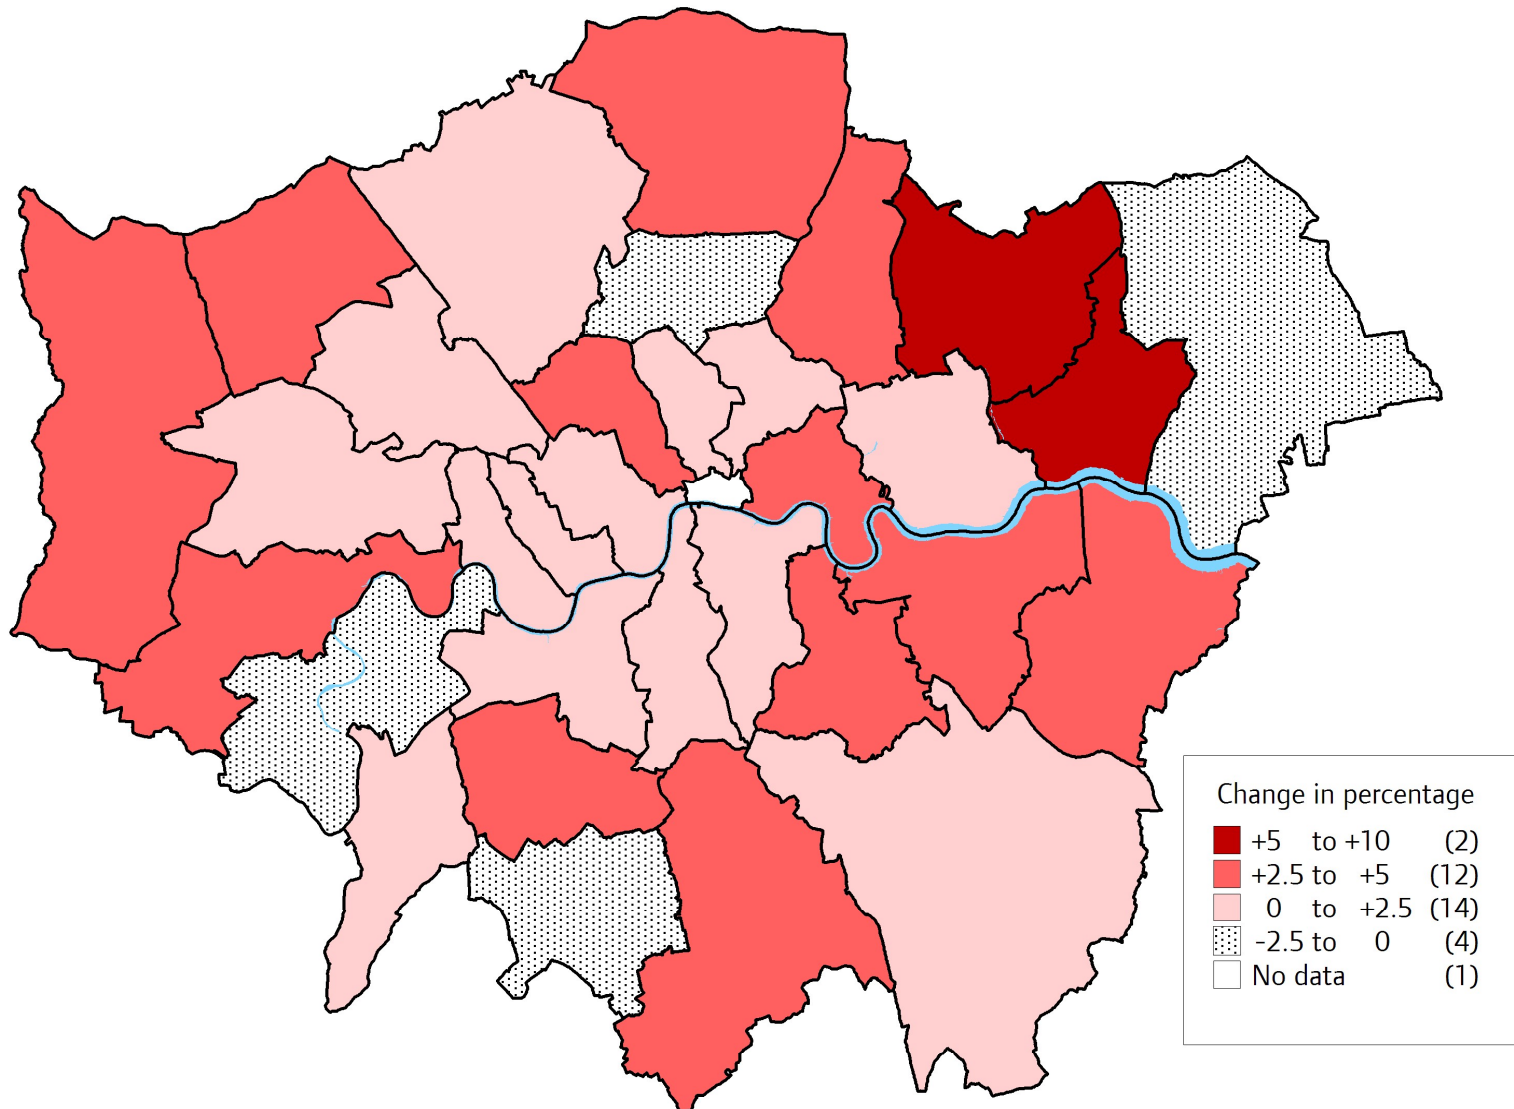 Change in percentage
+5 to +10 (2)
+2.5 to +5 (12)
0 to +2.5 (14)
-2.5 to 0 (4)
No data (1)